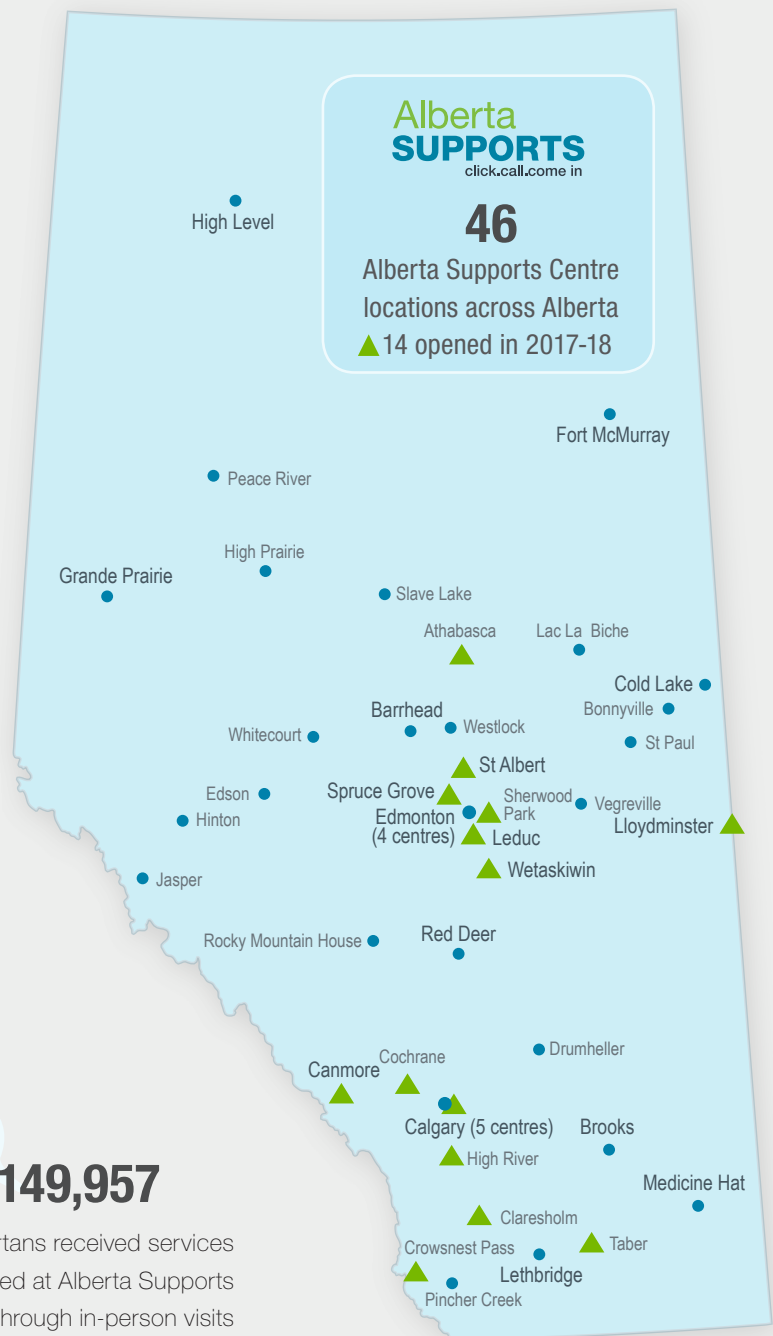 Alberta
SUPPORTS
click.call.come in
46
Alberta Supports Centre
locations across Alberta
14 opened in 2017-18
High Level
Fort McMurray
Peace River
High Prairie
Grande Prairie
Slave Lake
Athabasca
Lac La Biche
Cold Lake
Bonnyville
Barrhead
Westlock
Whitecourt
St Paul
St Albert
Spruce Grove
Edson
Sherwood
Park
Vegreville
Hinton
Edmonton
(4 centres)
Lloydminster
Leduc
Wetaskiwin
Jasper
Rocky Mountain House
Red Deer
Drumheller
Cochrane
Canmore
Calgary (5 centres)
Brooks
High River
Medicine Hat
Claresholm
Taber
Crowsnest Pass
Lethbridge
Pincher Creek
149,957
rtans received services
ed at Alberta Supports
hrough in-person visits